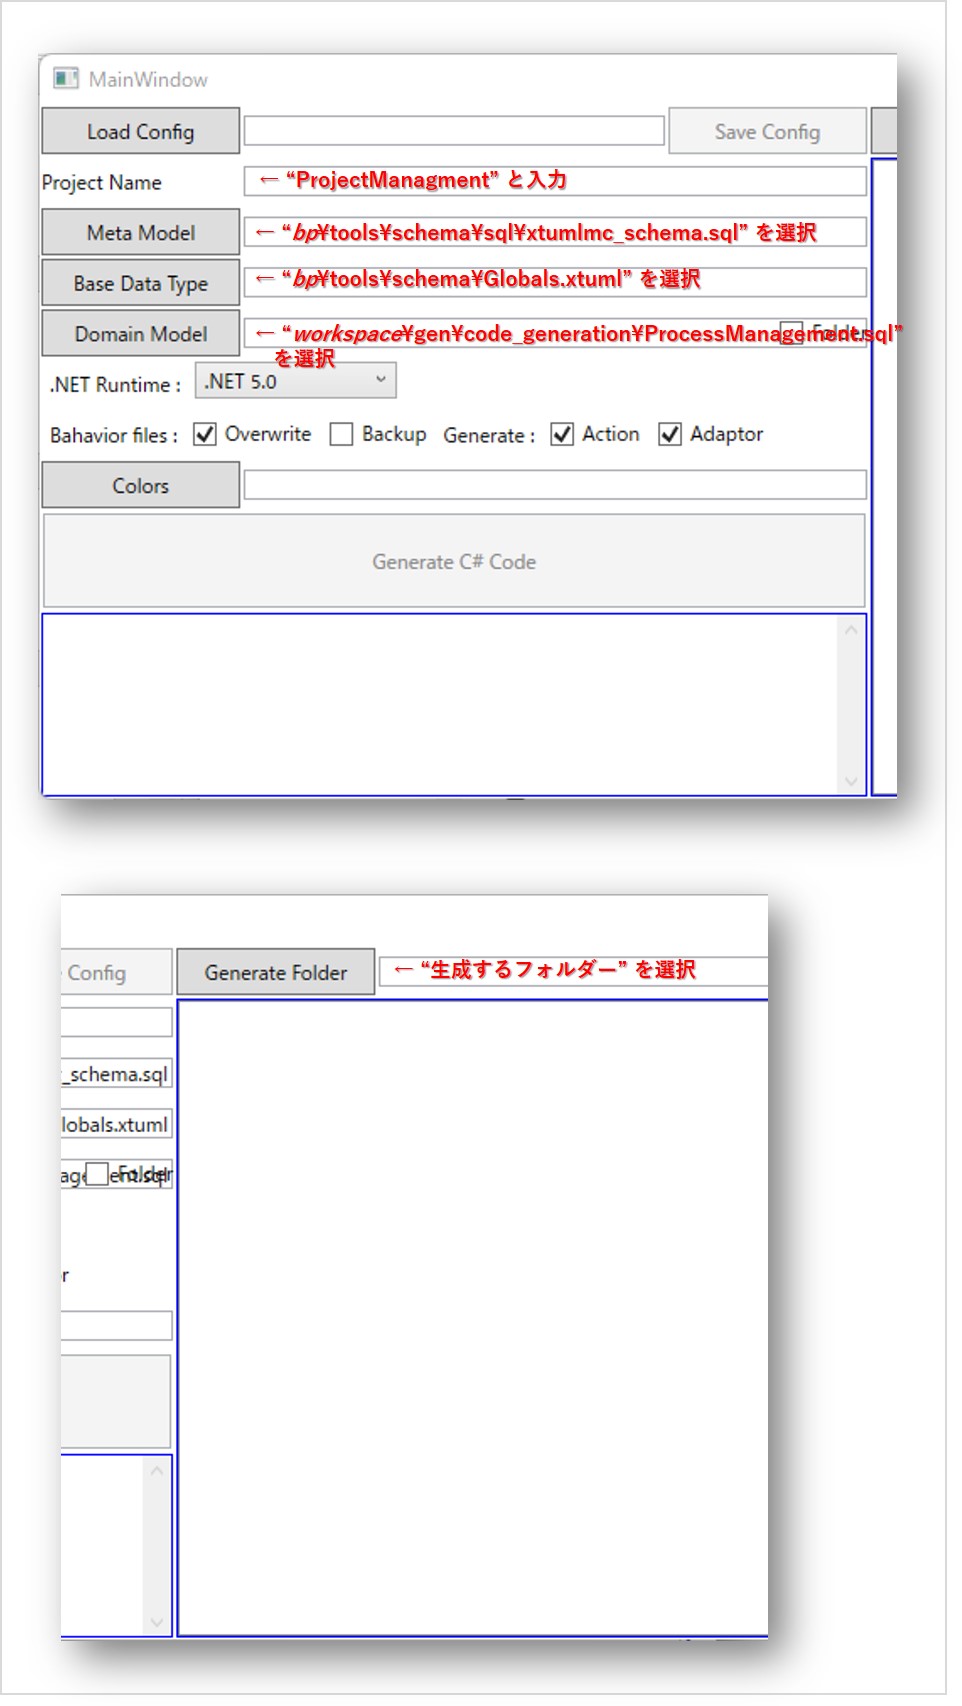 MainWindow
Load Config
Save Config
Project Name
← “ProjectManagment” と入力
Meta Model
← “bp¥tools¥schema¥sql¥xtumlmc_schema.sql” を選択
Base Data Type
← “bp¥tools¥schema¥Globals.xtuml” を選択
Domain Model
← “workspace¥gen¥code_generation¥ProcessManagement.sql”
Folder
を選択
.NET Runtime :
.NET 5.0
Bahavior files : Overwrite Backup Generate : Action Adaptor
Colors
Generate C# Code
Config
Generate Folder
← “生成するフォルダー” を選択
_schema.sql
lobals.xtuml
agement.sql
Folder
r